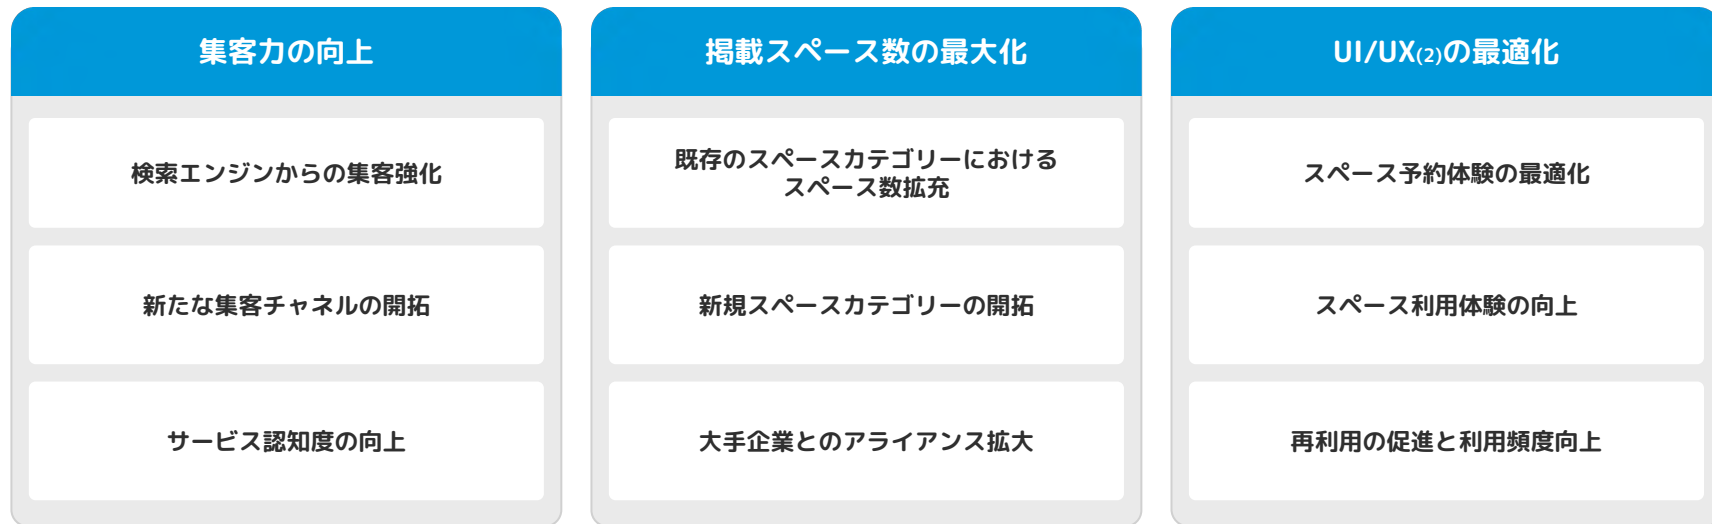 集客力の向上
検索エンジンからの集客強化
新たな集客チャネルの開拓
サービス認知度の向上
掲載スペース数の最大化
既存のスペースカテゴリーにおける
スペース数拡充
新規スペースカテゴリーの開拓
大手企業とのアライアンス拡大
UI/UX(2)の最適化
スペース予約体験の最適化
スペース利用体験の向上
再利用の促進と利用頻度向上